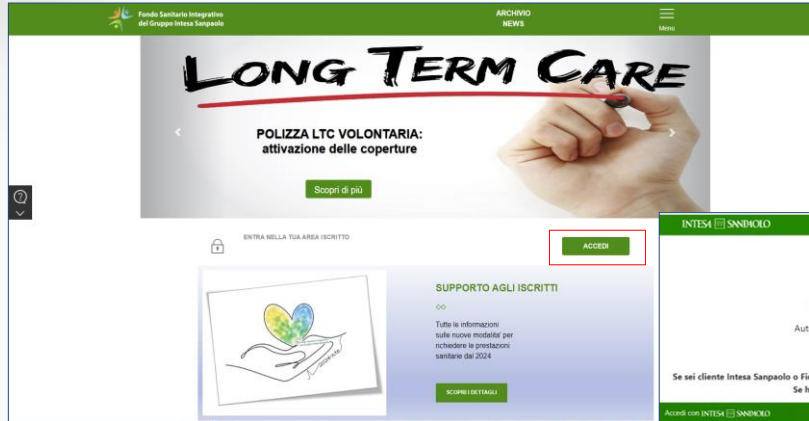 Fondo Sanitario Integrativo
del Gruppo Intesa Sanpaolo
ARCHIVIO
NEWS
Menu
LONG TERM CARE
POLIZZA LTC VOLONTARIA:
attivazione delle coperture
Scopri di più
ENTRA NELLA TUA AREA ISCRITTO
ACCEDI
SUPPORTO AGLI ISCRITTI
Tutte le informazioni
sulle nuove modalita' per
richiedere le prestazioni
sanitarie dal 2024
SCOPRI I DETTAGLI
INTESA SANPAOLO
Aut
Se sei cliente Intesa Sanpaolo o Fi
Se h
Accedi con INTESA SANPAOLO